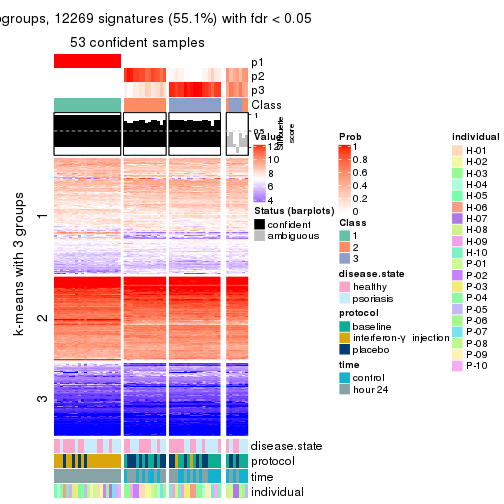 ogroups, 12269 signatures (55.1%) with fdr < 0.05
53 confident samples
p1
p2
p3
Class
1
0.5
Silhouette
score
k-means with 3 groups
1
2
3
disease.state
protocol
time
individual
Value
12
8
6
4
Status (barplots)
confident
ambiguous
Prob
1
0.8
0.6
0.4
0.2
0
Class
1
2
3
disease.state
healthy
psoriasis
protocol
baseline
interferon-γ injection
placebo
time
control
hour 24
individual
H-01
H-02
H-03
H-04
H-05
H-06
H-07
H-08
H-09
H-10
P-01
P-02
P-03
P-04
P-05
P-06
P-07
P-08
P-09
P-10